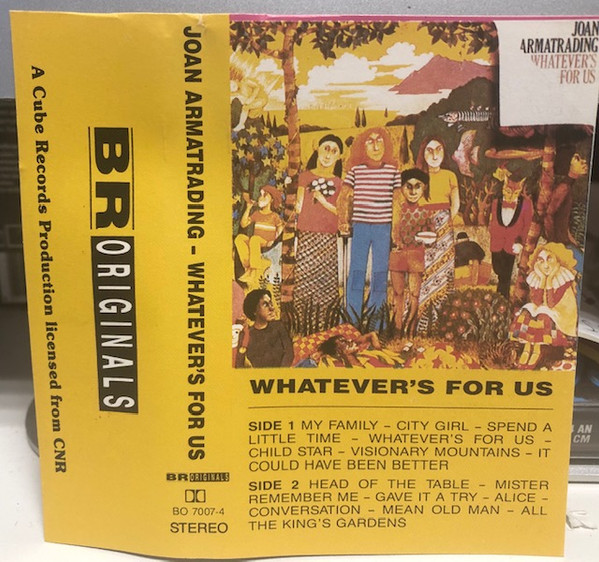 A Cube Records Production licensed from CNR
BR ORIGINALS
JOAN ARMATRADING – WHATEVER'S FOR US
BR ORIGINALS
BO 7007-4
STEREO
JOAN
ARMATRADING
WHATEVER'S
FOR US
WHATEVER'S FOR US
SIDE 1 MY FAMILY – CITY GIRL – SPEND A
LITTLE TIME – WHATEVER'S FOR US –
CHILD STAR – VISIONARY MOUNTAINS – IT
COULD HAVE BEEN BETTER
SIDE 2 HEAD OF THE TABLE – MISTER
REMEMBER ME – GAVE IT A TRY – ALICE –
CONVERSATION – MEAN OLD MAN – ALL
THE KING'S GARDENS
AN
CM